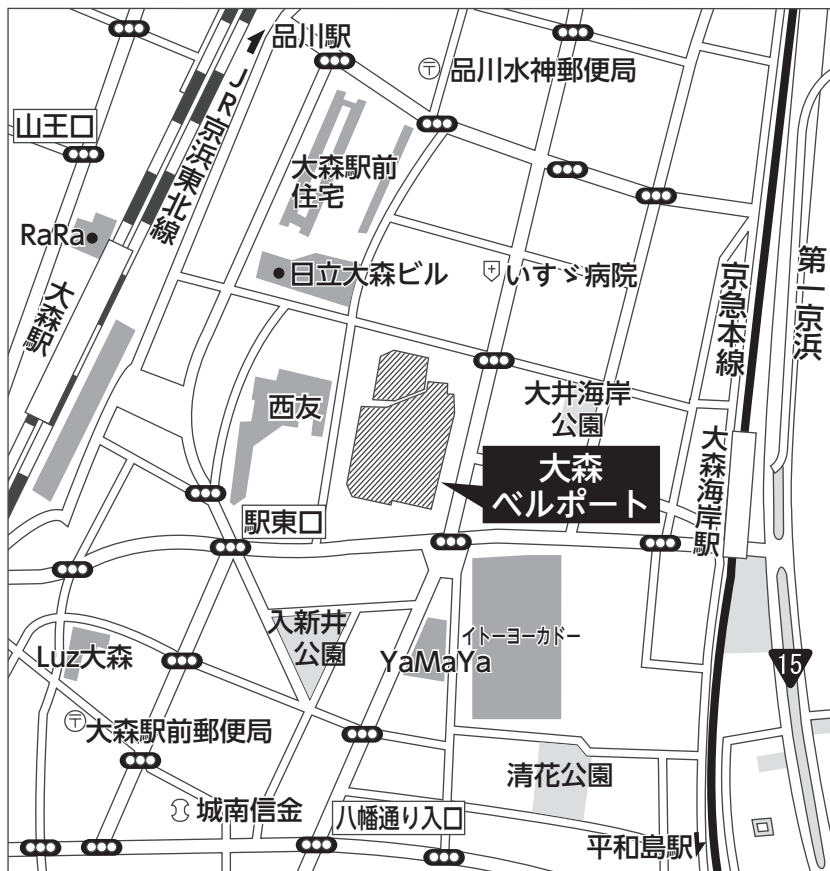 品川駅
品川水神郵便局
JR京浜東北線
山王口
大森駅前
住宅
RaRa
日立大森ビル
いすゞ病院
大森駅
京急本線
第一京浜
西友
大井海岸
公園
大森
ベルポート
大森海岸駅
駅東口
入新井
公園
イトーヨーカドー
YaMaYa
Luz大森
15
大森駅前郵便局
清花公園
城南信金
八幡通り入口
平和島駅